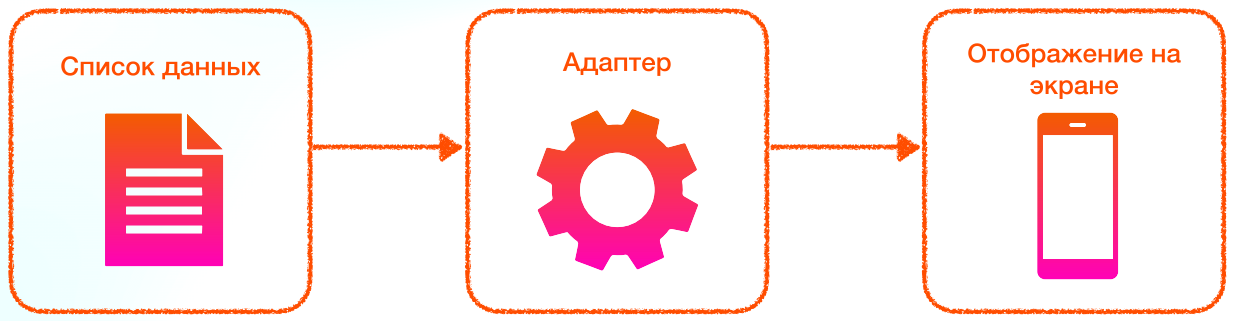 Список данных
Адаптер
Отображение на
экране